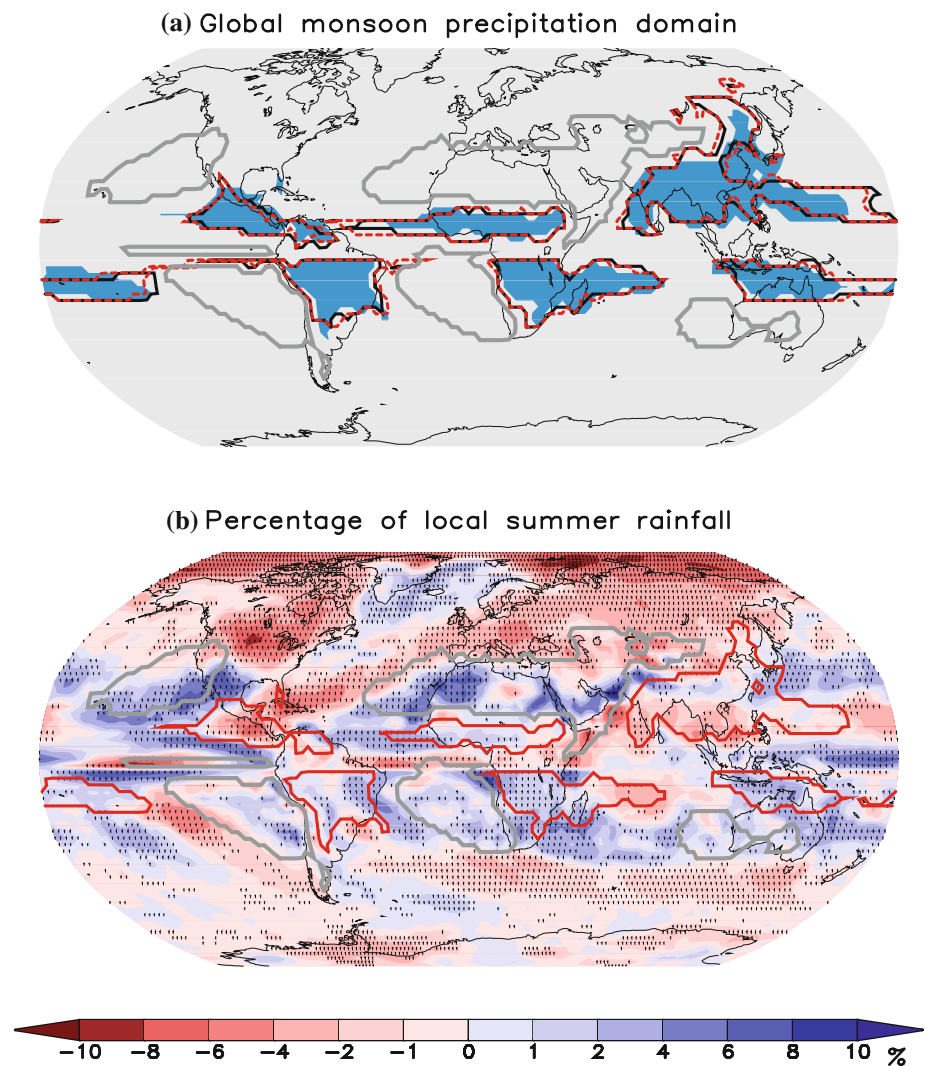 (a) Global monsoon precipitation domain
(b) Percentage of local summer rainfall
−10 −8 −6 −4 −2 −1 0 1 2 4 6 8 10 %